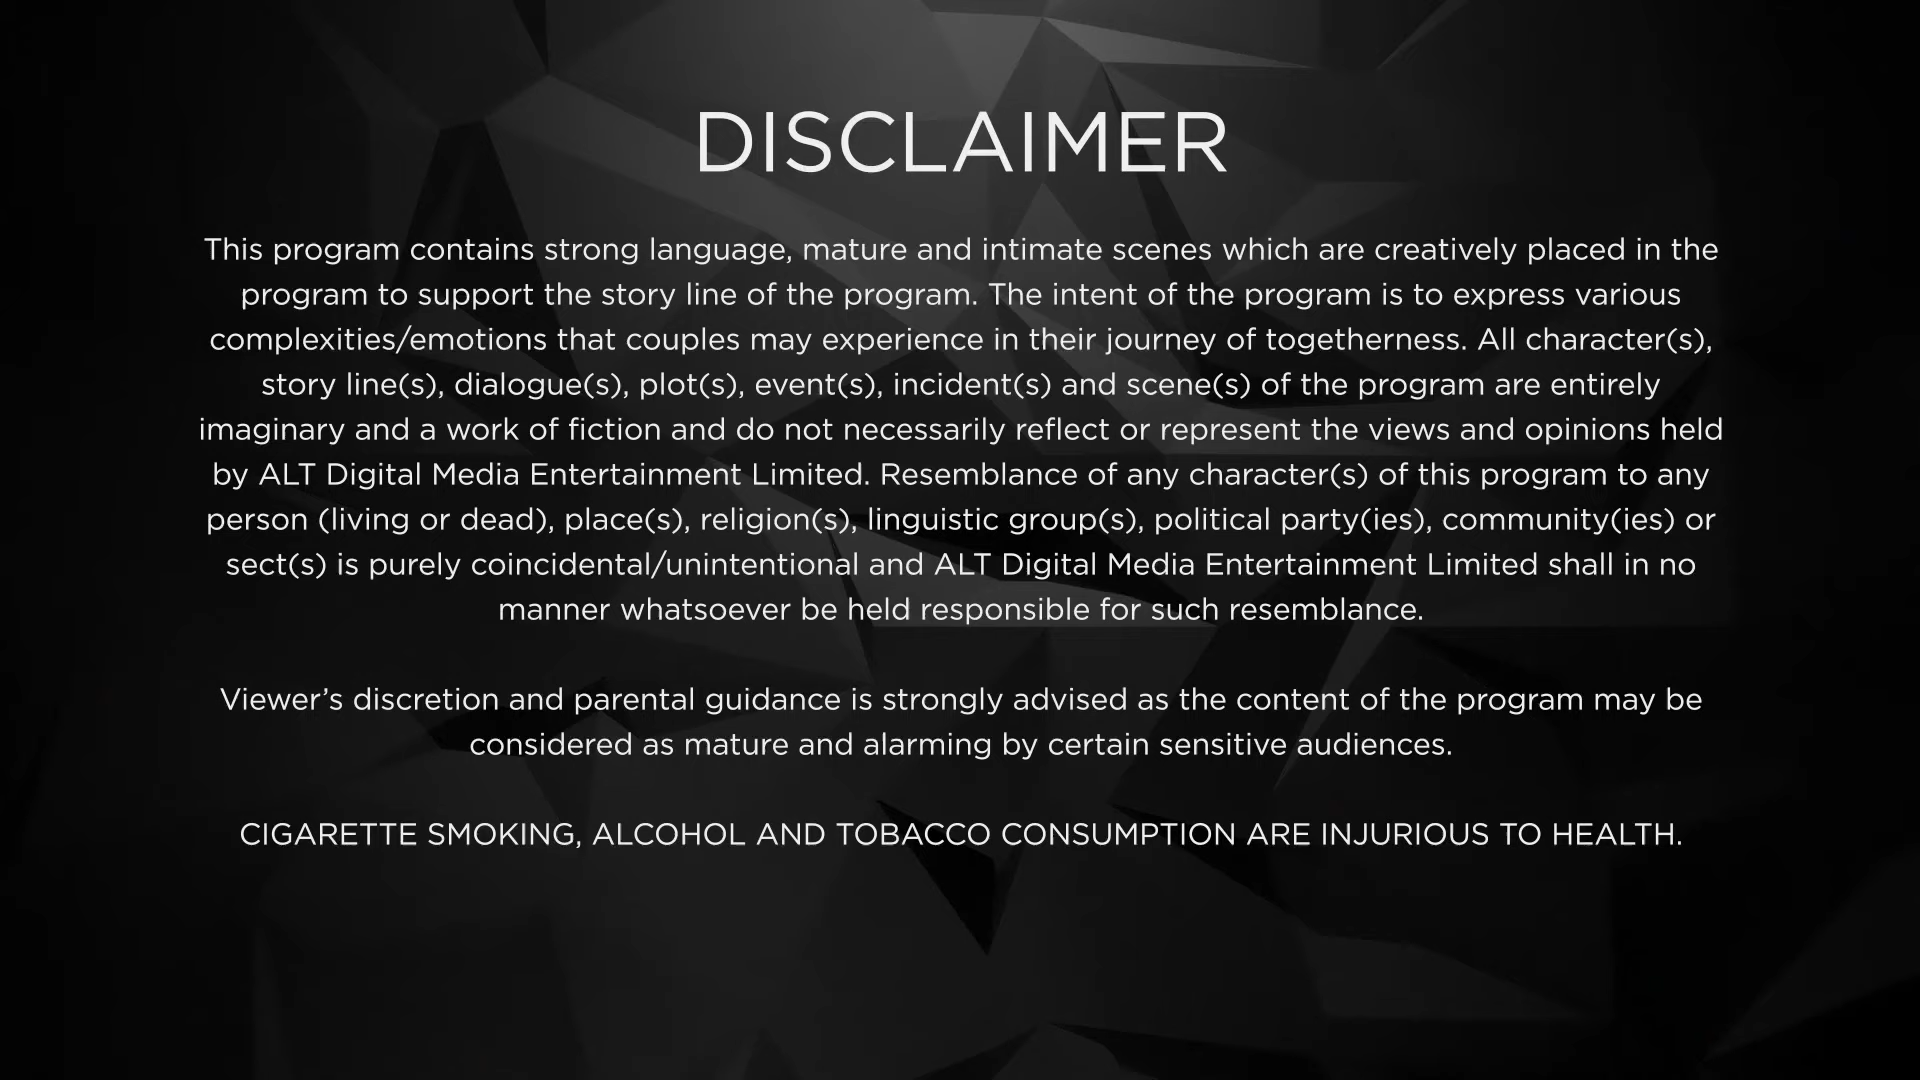 DISCLAIMER
This program contains strong language, mature and intimate scenes which are creatively placed in the
program to support the story line of the program. The intent of the program is to express various
complexities/emotions that couples may experience in their journey of togetherness. All character(s),
story line(s), dialogue(s), plot(s), event(s), incident(s) and scene(s) of the program are entirely
imaginary and a work of fiction and do not necessarily reflect or represent the views and opinions held
by ALT Digital Media Entertainment Limited. Resemblance of any character(s) of this program to any
person (living or dead), place(s), religion(s), linguistic group(s), political party(ies), community(ies) or
sect(s) is purely coincidental/unintentional and ALT Digital Media Entertainment Limited shall in no
manner whatsoever be held responsible for such resemblance.
Viewer’s discretion and parental guidance is strongly advised as the content of the program may be
considered as mature and alarming by certain sensitive audiences.
CIGARETTE SMOKING, ALCOHOL AND TOBACCO CONSUMPTION ARE INJURIOUS TO HEALTH.